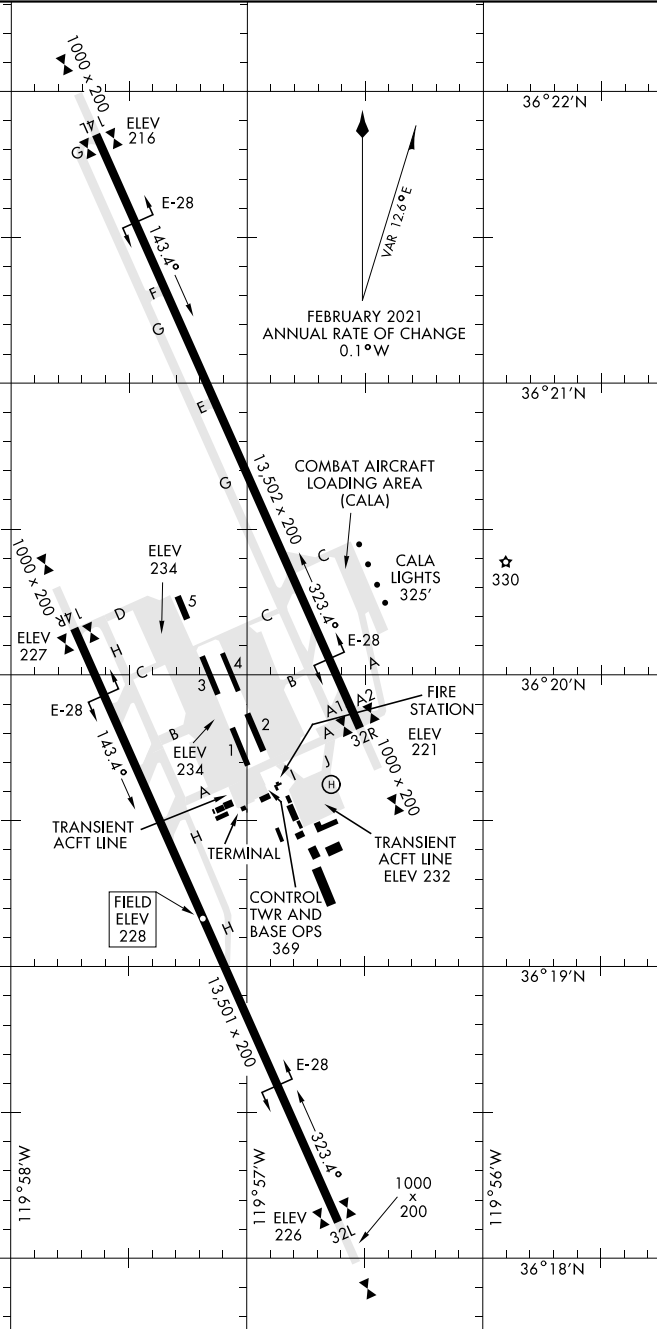 1000 x 200
14L
ELEV
216
G
36°22'N
E-28
143.4°
VAR 12.6°E
F
G
FEBRUARY 2021
ANNUAL RATE OF CHANGE
0.1°W
36°21'N
E
13,502 x 200
G
COMBAT AIRCRAFT
LOADING AREA
(CALA)
1000 x 200
ELEV
234
C
CALA
LIGHTS
325'
330
323.4°
14R
ELEV
227
D
5
C
H
C
E-28
A
3
4
B
36°20'N
E-28
FIRE
STATION
A1
A2
A
32R
ELEV
221
143.4°
B
ELEV
234
1
2
J
H
1000 x 200
A
TRANSIENT
ACFT LINE
H
TERMINAL
TRANSIENT
ACFT LINE
ELEV 232
FIELD
ELEV
228
CONTROL
TWR AND
BASE OPS
369
H
36°19'N
13,501 x 200
E-28
323.4°
119°58'W
119°57'W
119°56'W
1000
x
200
ELEV
226
32L
36°18'N